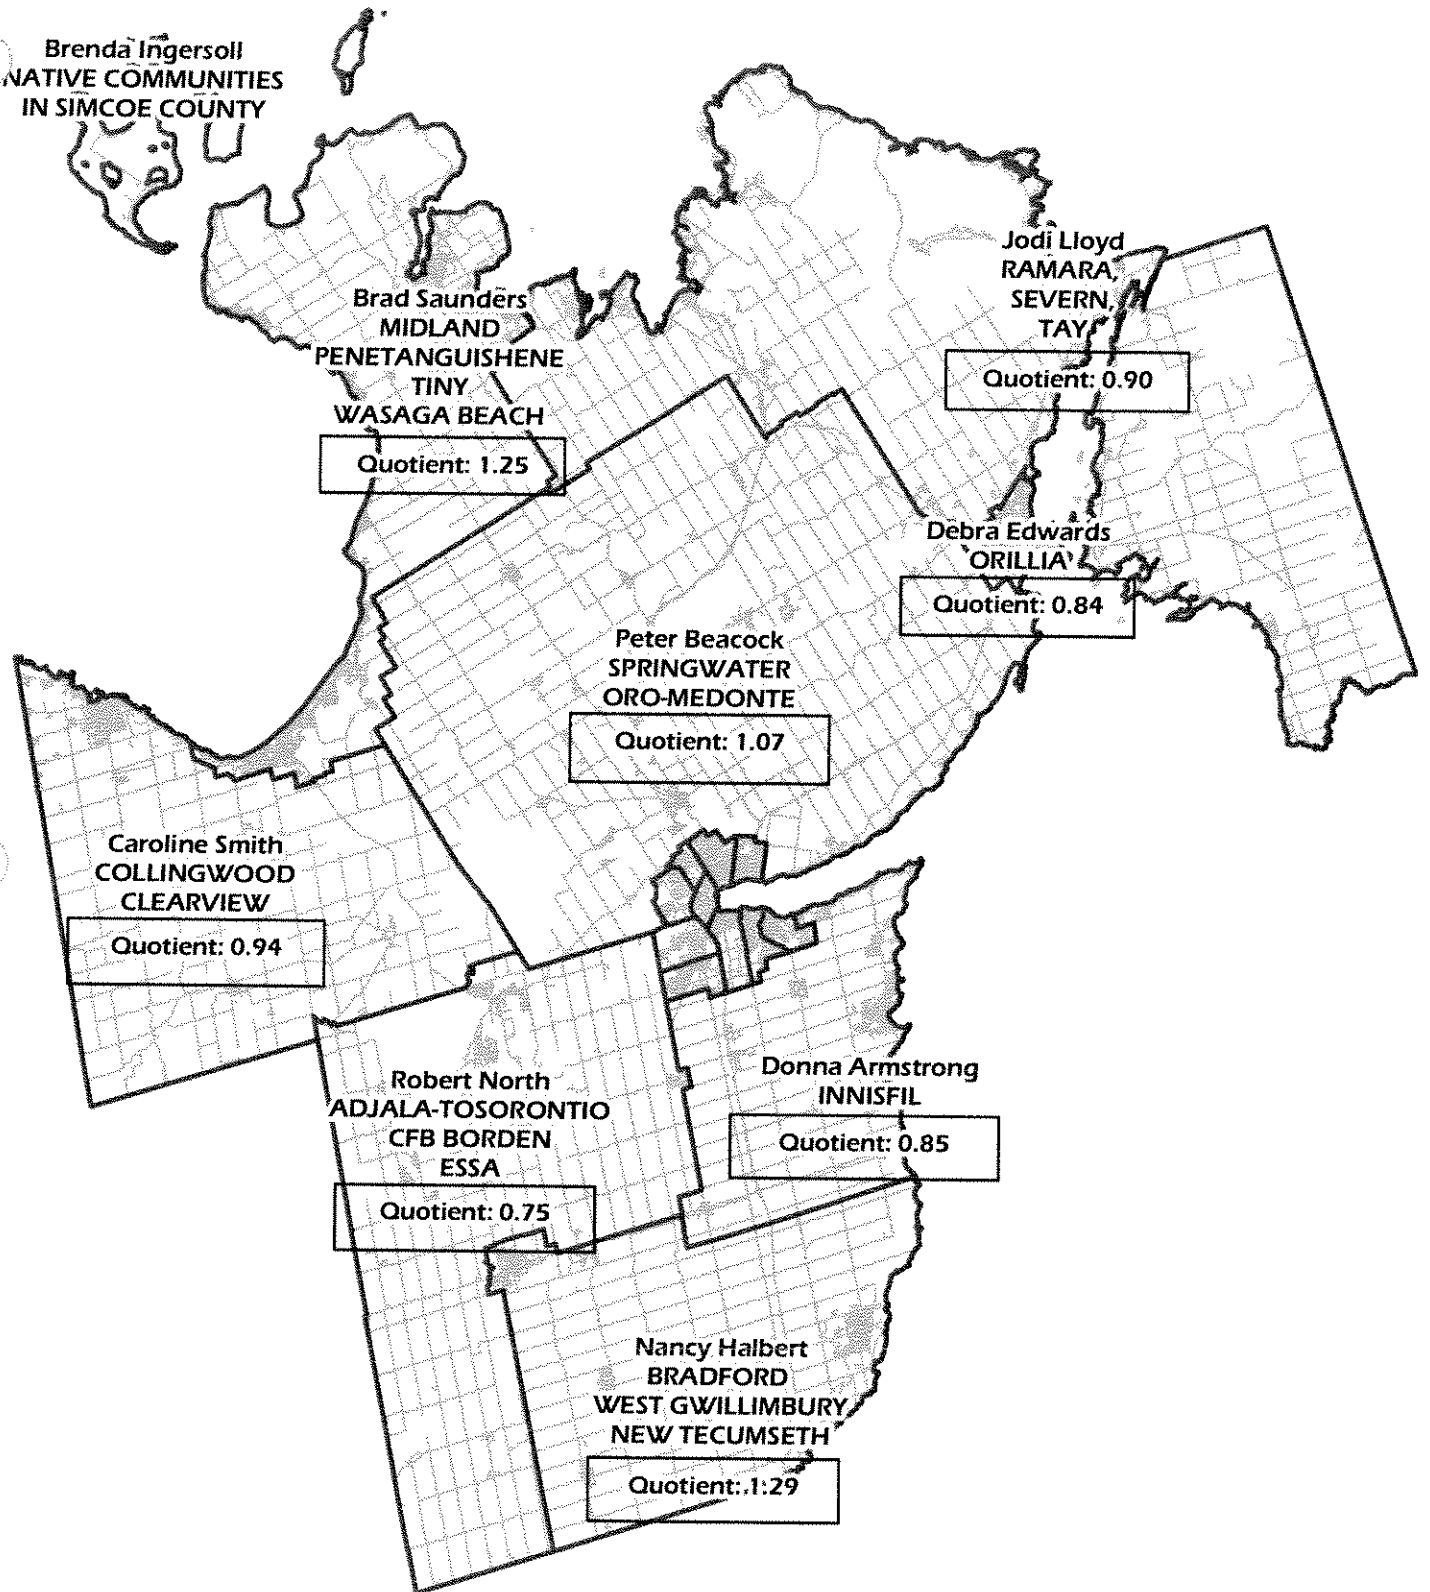 Brenda Ingersoll
NATIVE COMMUNITIES
IN SIMCOE COUNTY
Jodi Lloyd
RAMARA,
SEVERN,
TAY
Quotient: 0.90
Brad Saunders
MIDLAND
PENETANGUISHENE
TINY
WASAGA BEACH
Quotient: 1.25
Debra Edwards
ORILLIA
Quotient: 0.84
Peter Beacock
SPRINGWATER
ORO-MEDONTE
Quotient: 1.07
Caroline Smith
COLLINGWOOD
CLEARVIEW
Quotient: 0.94
Donna Armstrong
INNISFIL
Quotient: 0.85
Robert North
ADJALA-TOSORONTIO
CFB BORDEN
ESSA
Quotient: 0.75
Nancy Halbert
BRADFORD
WEST GWILLIMBURY
NEW TECUMSETH
Quotient: 1.29